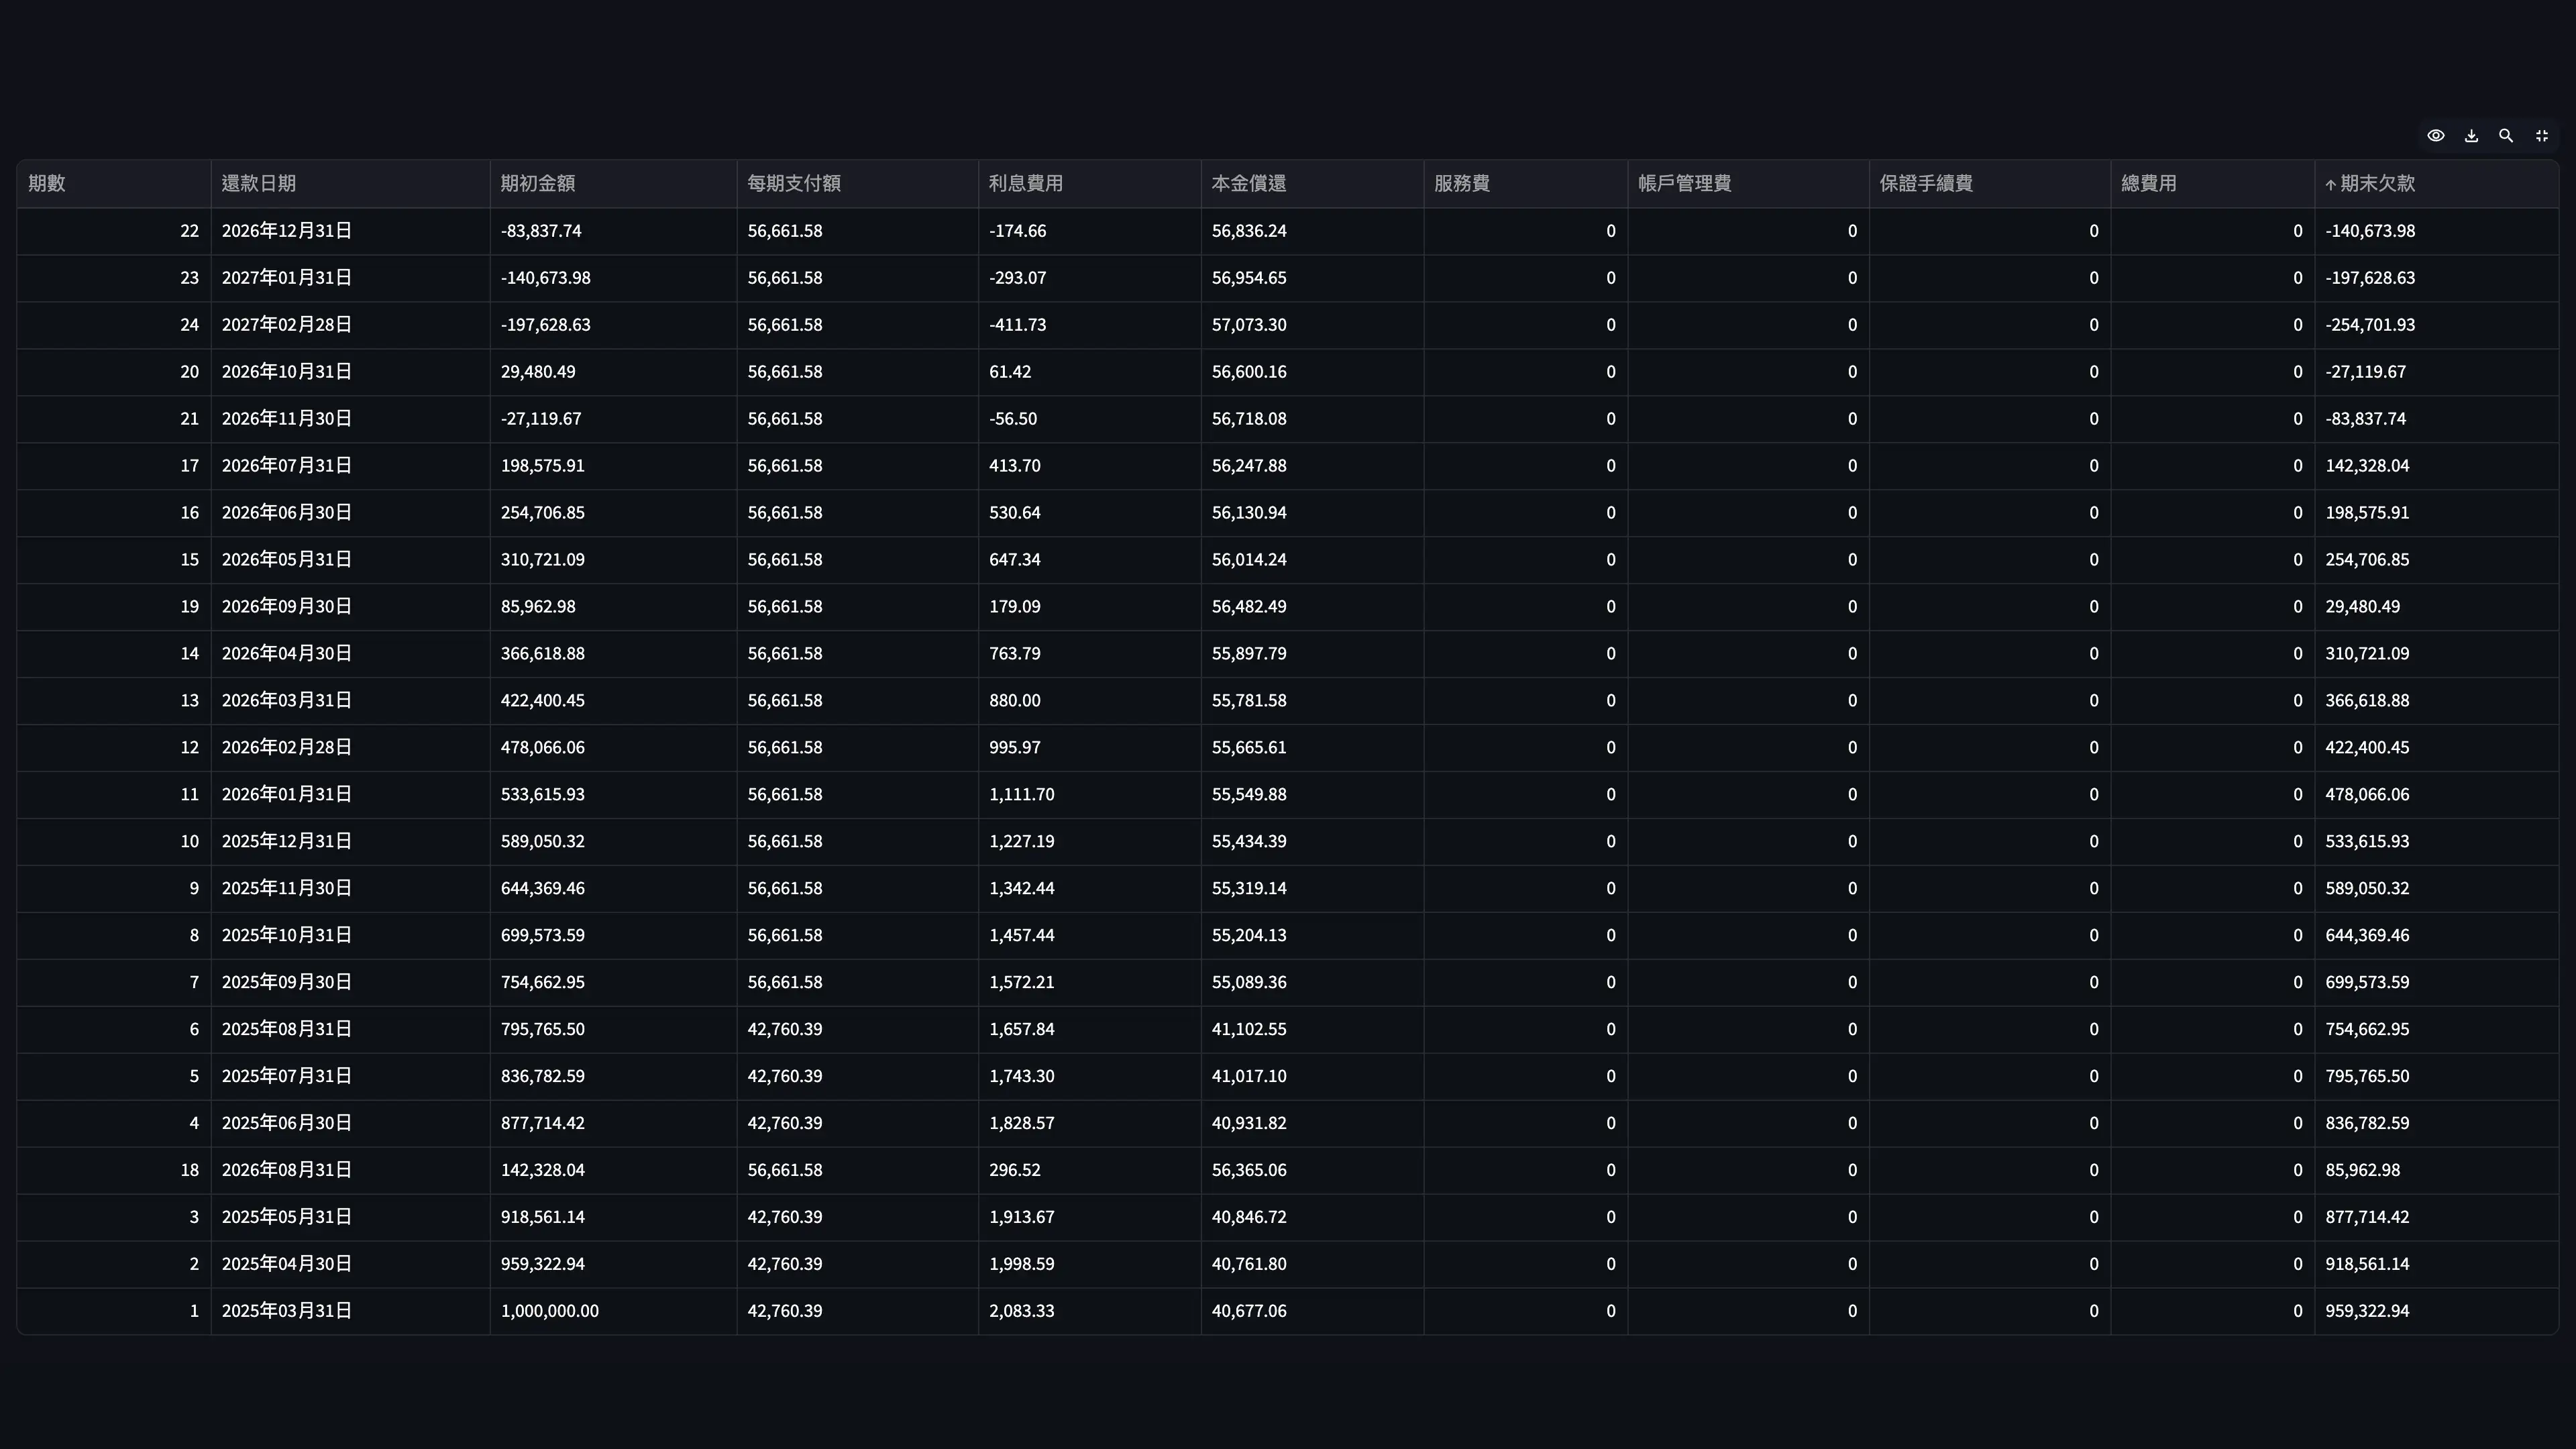 期數 還款日期 期初金額 每期支付額 利息費用 本金償還 服務費 帳戶管理費 保證手續費 總費用 ↑期末欠款
22 2026年12月31日 -83,837.74 56,661.58 -174.66 56,836.24 0 0 0 0 -140,673.98
23 2027年01月31日 -140,673.98 56,661.58 -293.07 56,954.65 0 0 0 0 -197,628.63
24 2027年02月28日 -197,628.63 56,661.58 -411.73 57,073.30 0 0 0 0 -254,701.93
20 2026年10月31日 29,480.49 56,661.58 61.42 56,600.16 0 0 0 0 -27,119.67
21 2026年11月30日 -27,119.67 56,661.58 -56.50 56,718.08 0 0 0 0 -83,837.74
17 2026年07月31日 198,575.91 56,661.58 413.70 56,247.88 0 0 0 0 142,328.04
16 2026年06月30日 254,706.85 56,661.58 530.64 56,130.94 0 0 0 0 198,575.91
15 2026年05月31日 310,721.09 56,661.58 647.34 56,014.24 0 0 0 0 254,706.85
19 2026年09月30日 85,962.98 56,661.58 179.09 56,482.49 0 0 0 0 29,480.49
14 2026年04月30日 366,618.88 56,661.58 763.79 55,897.79 0 0 0 0 310,721.09
13 2026年03月31日 422,400.45 56,661.58 880.00 55,781.58 0 0 0 0 366,618.88
12 2026年02月28日 478,066.06 56,661.58 995.97 55,665.61 0 0 0 0 422,400.45
11 2026年01月31日 533,615.93 56,661.58 1,111.70 55,549.88 0 0 0 0 478,066.06
10 2025年12月31日 589,050.32 56,661.58 1,227.19 55,434.39 0 0 0 0 533,615.93
9 2025年11月30日 644,369.46 56,661.58 1,342.44 55,319.14 0 0 0 0 589,050.32
8 2025年10月31日 699,573.59 56,661.58 1,457.44 55,204.13 0 0 0 0 644,369.46
7 2025年09月30日 754,662.95 56,661.58 1,572.21 55,089.36 0 0 0 0 699,573.59
6 2025年08月31日 795,765.50 42,760.39 1,657.84 41,102.55 0 0 0 0 754,662.95
5 2025年07月31日 836,782.59 42,760.39 1,743.30 41,017.10 0 0 0 0 795,765.50
4 2025年06月30日 877,714.42 42,760.39 1,828.57 40,931.82 0 0 0 0 836,782.59
18 2026年08月31日 142,328.04 56,661.58 296.52 56,365.06 0 0 0 0 85,962.98
3 2025年05月31日 918,561.14 42,760.39 1,913.67 40,846.72 0 0 0 0 877,714.42
2 2025年04月30日 959,322.94 42,760.39 1,998.59 40,761.80 0 0 0 0 918,561.14
1 2025年03月31日 1,000,000.00 42,760.39 2,083.33 40,677.06 0 0 0 0 959,322.94